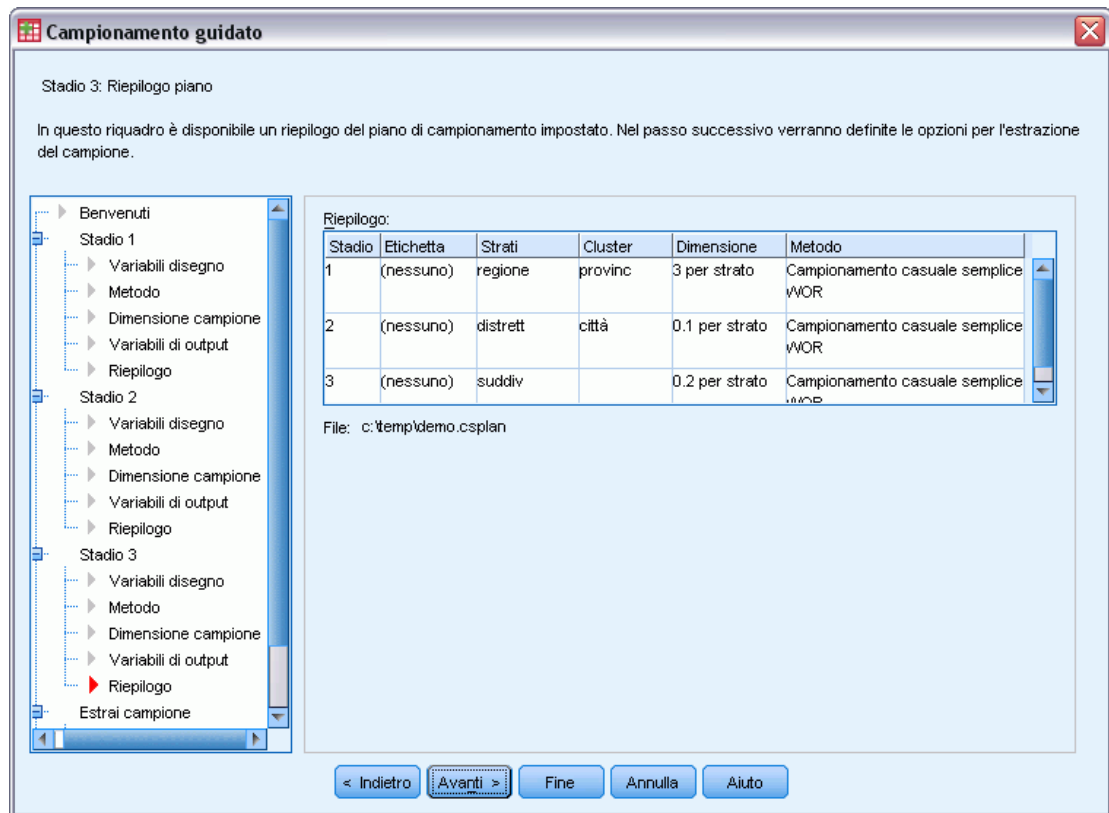 Campionamento guidato
Stadio 3: Riepilogo piano
In questo riquadro è disponibile un riepilogo del piano di campionamento impostato. Nel passo successivo verranno definite le opzioni per l'estrazione
del campione.
Benvenuti
Stadio 1
Variabili disegno
Metodo
Dimensione campione
Variabili di output
Riepilogo
Stadio 2
Variabili disegno
Metodo
Dimensione campione
Variabili di output
Riepilogo
Stadio 3
Variabili disegno
Metodo
Dimensione campione
Variabili di output
Riepilogo
Estrai campione
Riepilogo:
Stadio Etichetta Strati Cluster Dimensione Metodo
1 (nessuno) regione provinc 3 per strato Campionamento casuale semplice
WOR
2 (nessuno) distrett città 0.1 per strato Campionamento casuale semplice
WOR
3 (nessuno) suddiv 0.2 per strato Campionamento casuale semplice
WOR
File: c:\temp\demo.csplan
< Indietro Avanti > Fine Annulla Aiuto